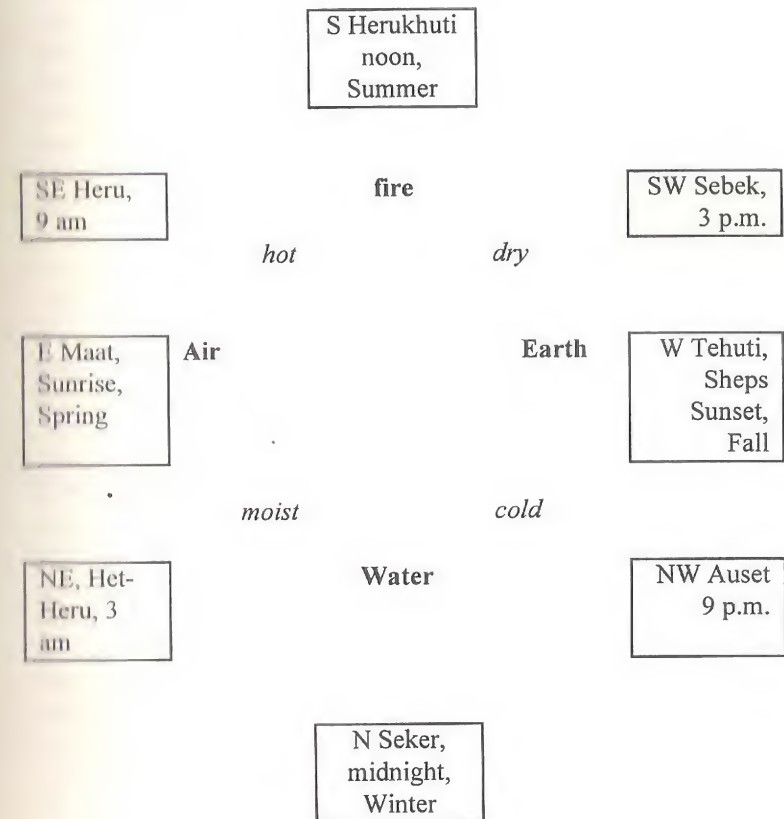 S Herukhuti
noon,
Summer
SE Heru,
9 am
fire
SW Sebek,
3 p.m.
hot
dry
E Maat,
Sunrise,
Spring
Air
Earth
W Tehuti,
Sheps
Sunset,
Fall
moist
cold
NE, Het-
Heru, 3
am
Water
NW Auset
9 p.m.
N Seker,
midnight,
Winter